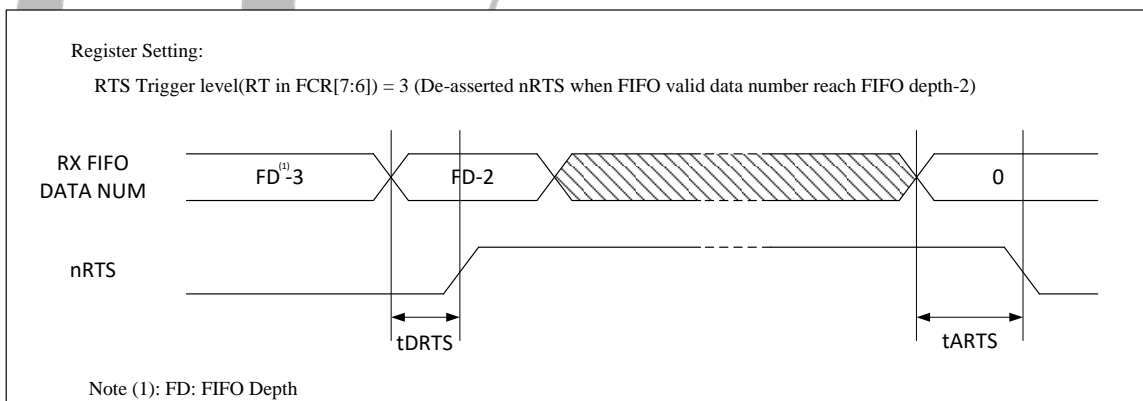 Register Setting:
RTS Trigger level(RT in FCR[7:6]) = 3 (De-asserted nRTS when FIFO valid data number reach FIFO depth-2)
RX FIFO
DATA NUM
FD(1)-3
FD-2
0
nRTS
tDRTS
tARTS
Note (1): FD: FIFO Depth